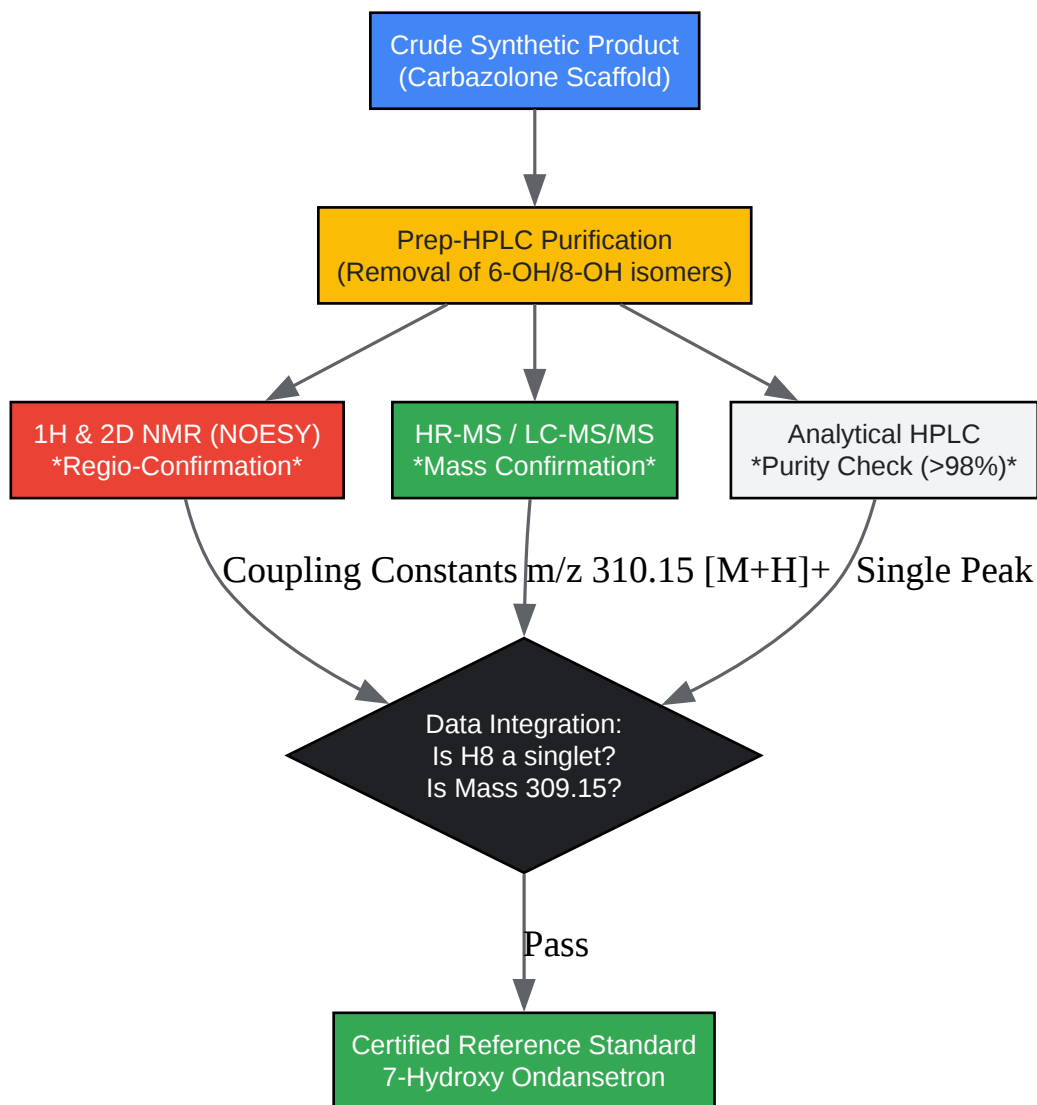 Crude Synthetic Product
(Carbazolone Scaffold)
Prep-HPLC Purification
(Removal of 6-OH/8-OH isomers)
1H & 2D NMR (NOESY)
*Regio-Confirmation*
HR-MS / LC-MS/MS
*Mass Confirmation*
Analytical HPLC
*Purity Check (>98%)*
Coupling Constants
m/z 310.15 [M+H]+
Single Peak
Data Integration:
Is H8 a singlet?
Is Mass 309.15?
Pass
Certified Reference Standard
7-Hydroxy Ondansetron